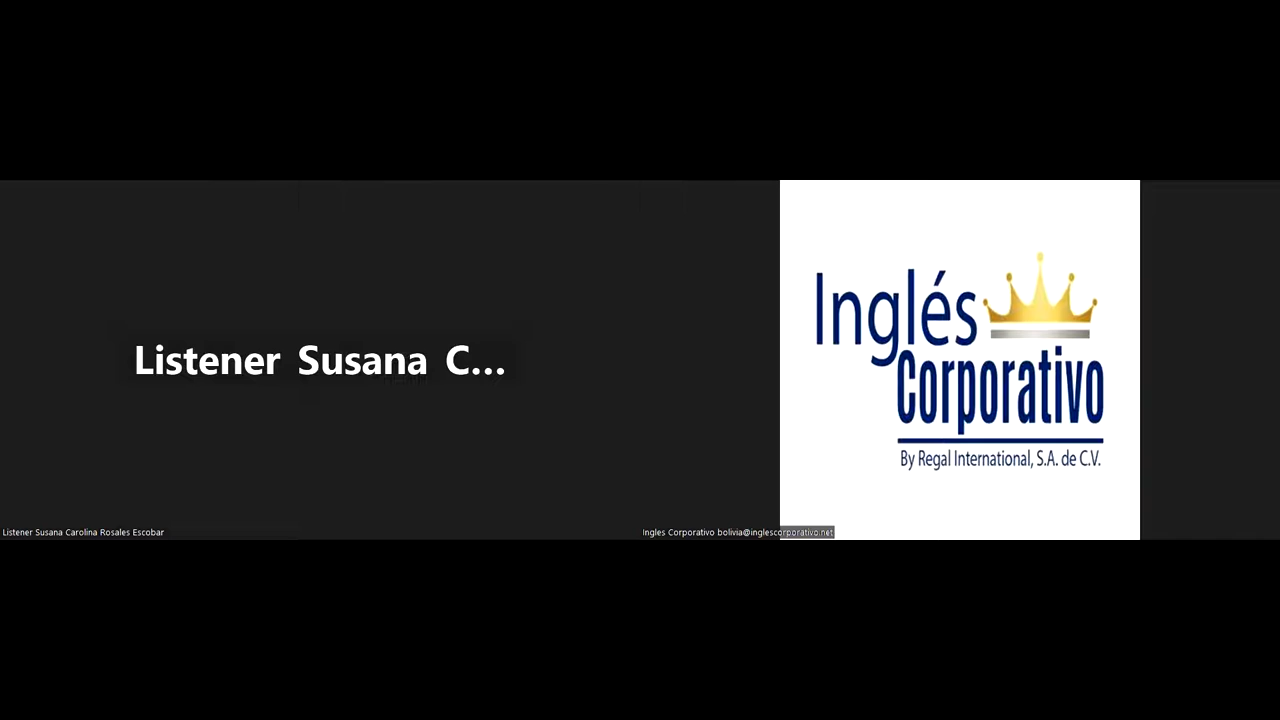 Listener Susana C...
Inglés
Corporativo
By Regal International, S.A. de C.V.
Listener Susana Carolina Rosales Escobar
Ingles Corporativo bolivia@inglescorporativo.net